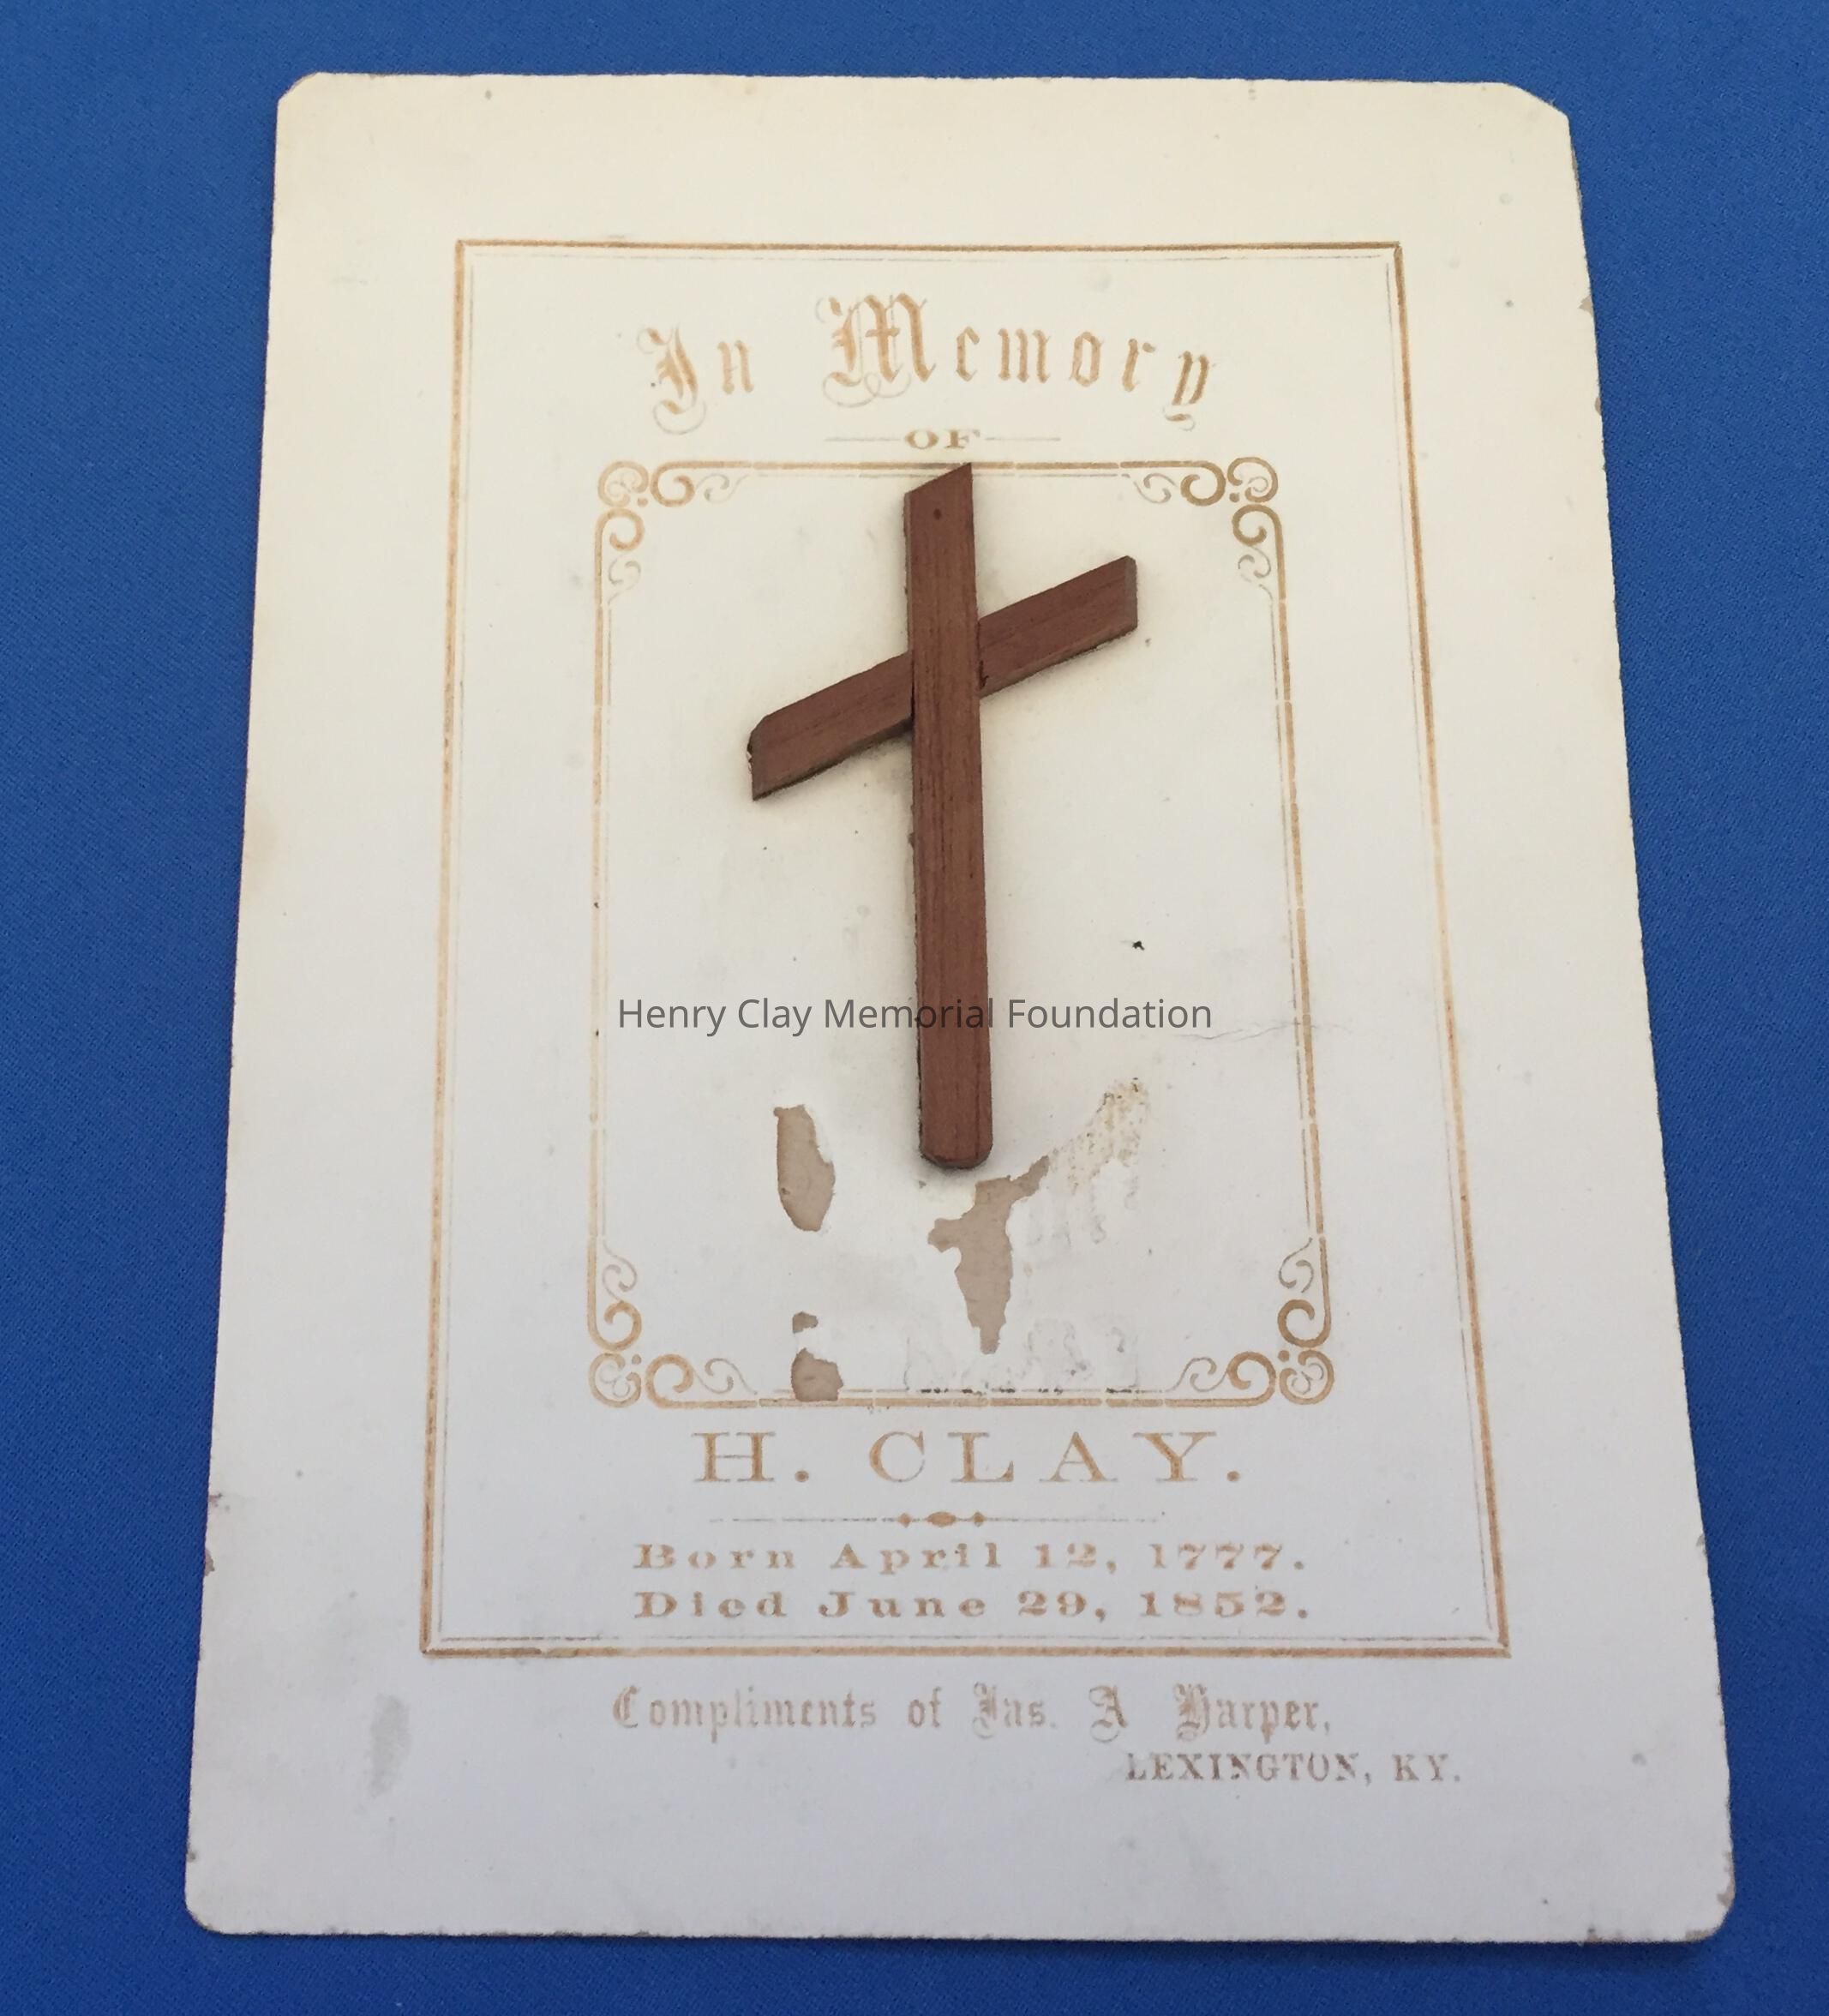 In Memory
OF
Henry Clay Memorial Foundation
H. CLAY.
Born April 12, 1777.
Died June 29, 1852.
Compliments of Jas. A Harper,
LEXINGTON, KY.